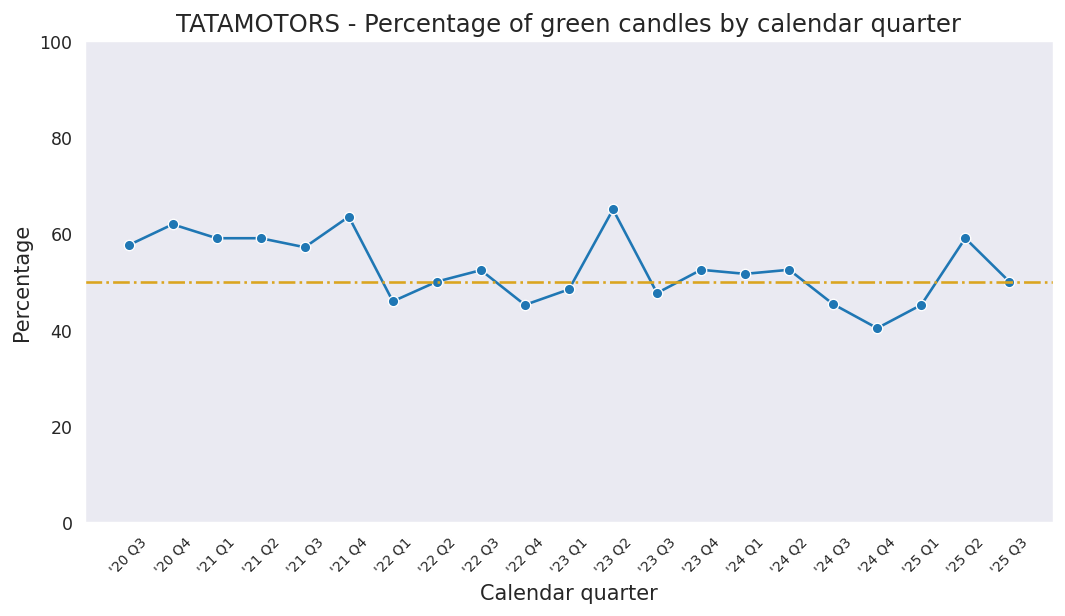 TATAMOTORS - Percentage of green candles by calendar quarter
100
80
60
40
20
0
Percentage
'20 Q3
'20 Q4
'21 Q1
'21 Q2
'21 Q3
'21 Q4
'22 Q1
'22 Q2
'22 Q3
'22 Q4
'23 Q1
'23 Q2
'23 Q3
'23 Q4
'24 Q1
'24 Q2
'24 Q3
'24 Q4
'25 Q1
'25 Q2
'25 Q3
Calendar quarter